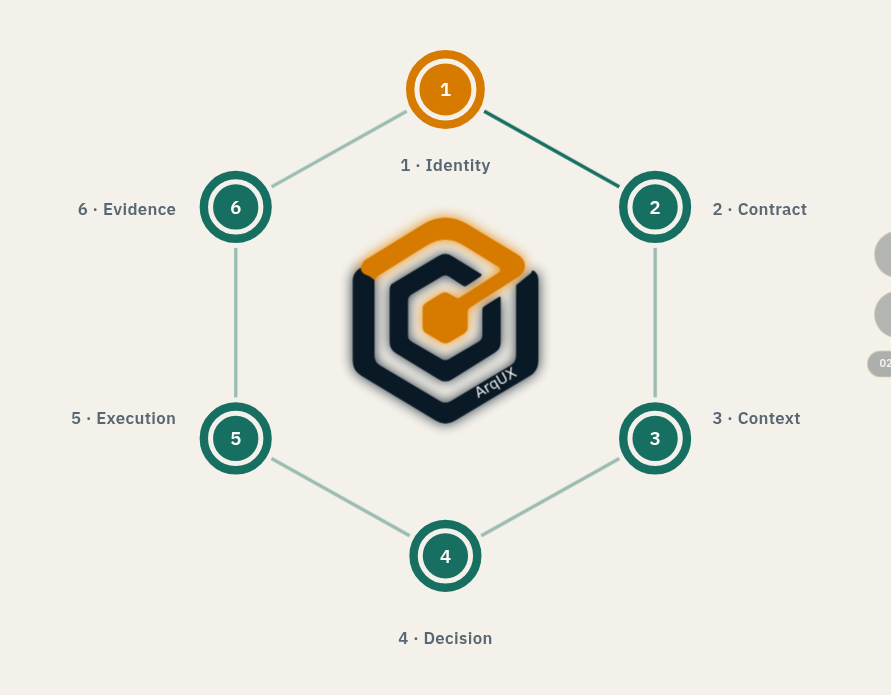 1
1 · Identity
6
6 · Evidence
2
2 · Contract
ArqUX
5 · Execution
5
3
3 · Context
4
4 · Decision